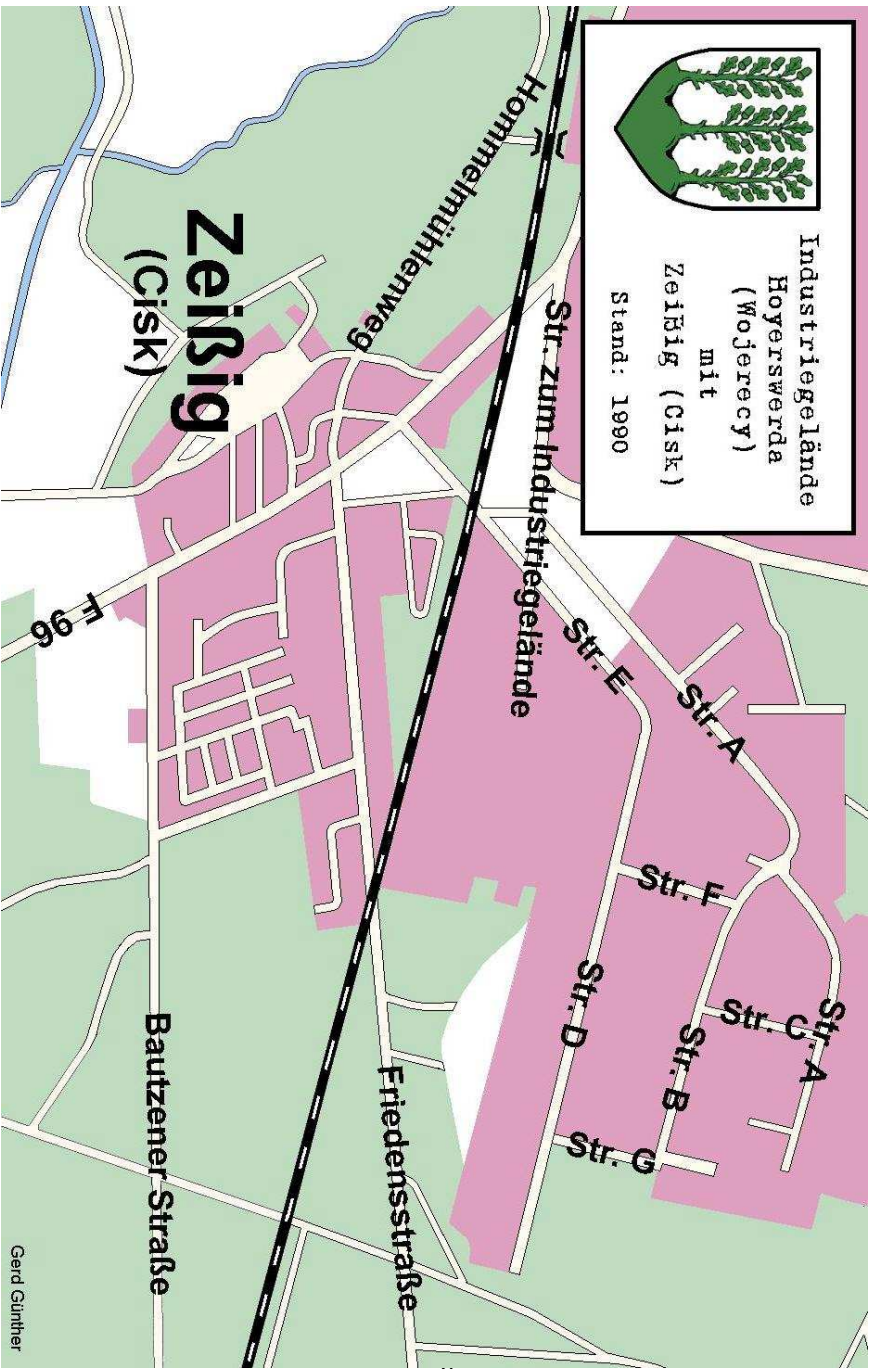 Industriegelände
Hoyerswerda
(Wojerecy)
mit
Zeißig (Cisk)
Stand: 1990
Hommelmühlenweg
Str. zum Industriegelände
Zeißig
(Cisk)
F 96
Str. E
Str. A
Str. F
Str. D
Str. C
Str. A
Str. B
Str. G
Friedensstraße
Bautzener Straße
Gerd Günther